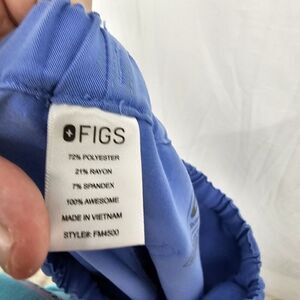 FIGS
72% POLYESTER
21% RAYON
7% SPANDEX
100% AWESOME
MADE IN VIETNAM
STYLE#: FM4500